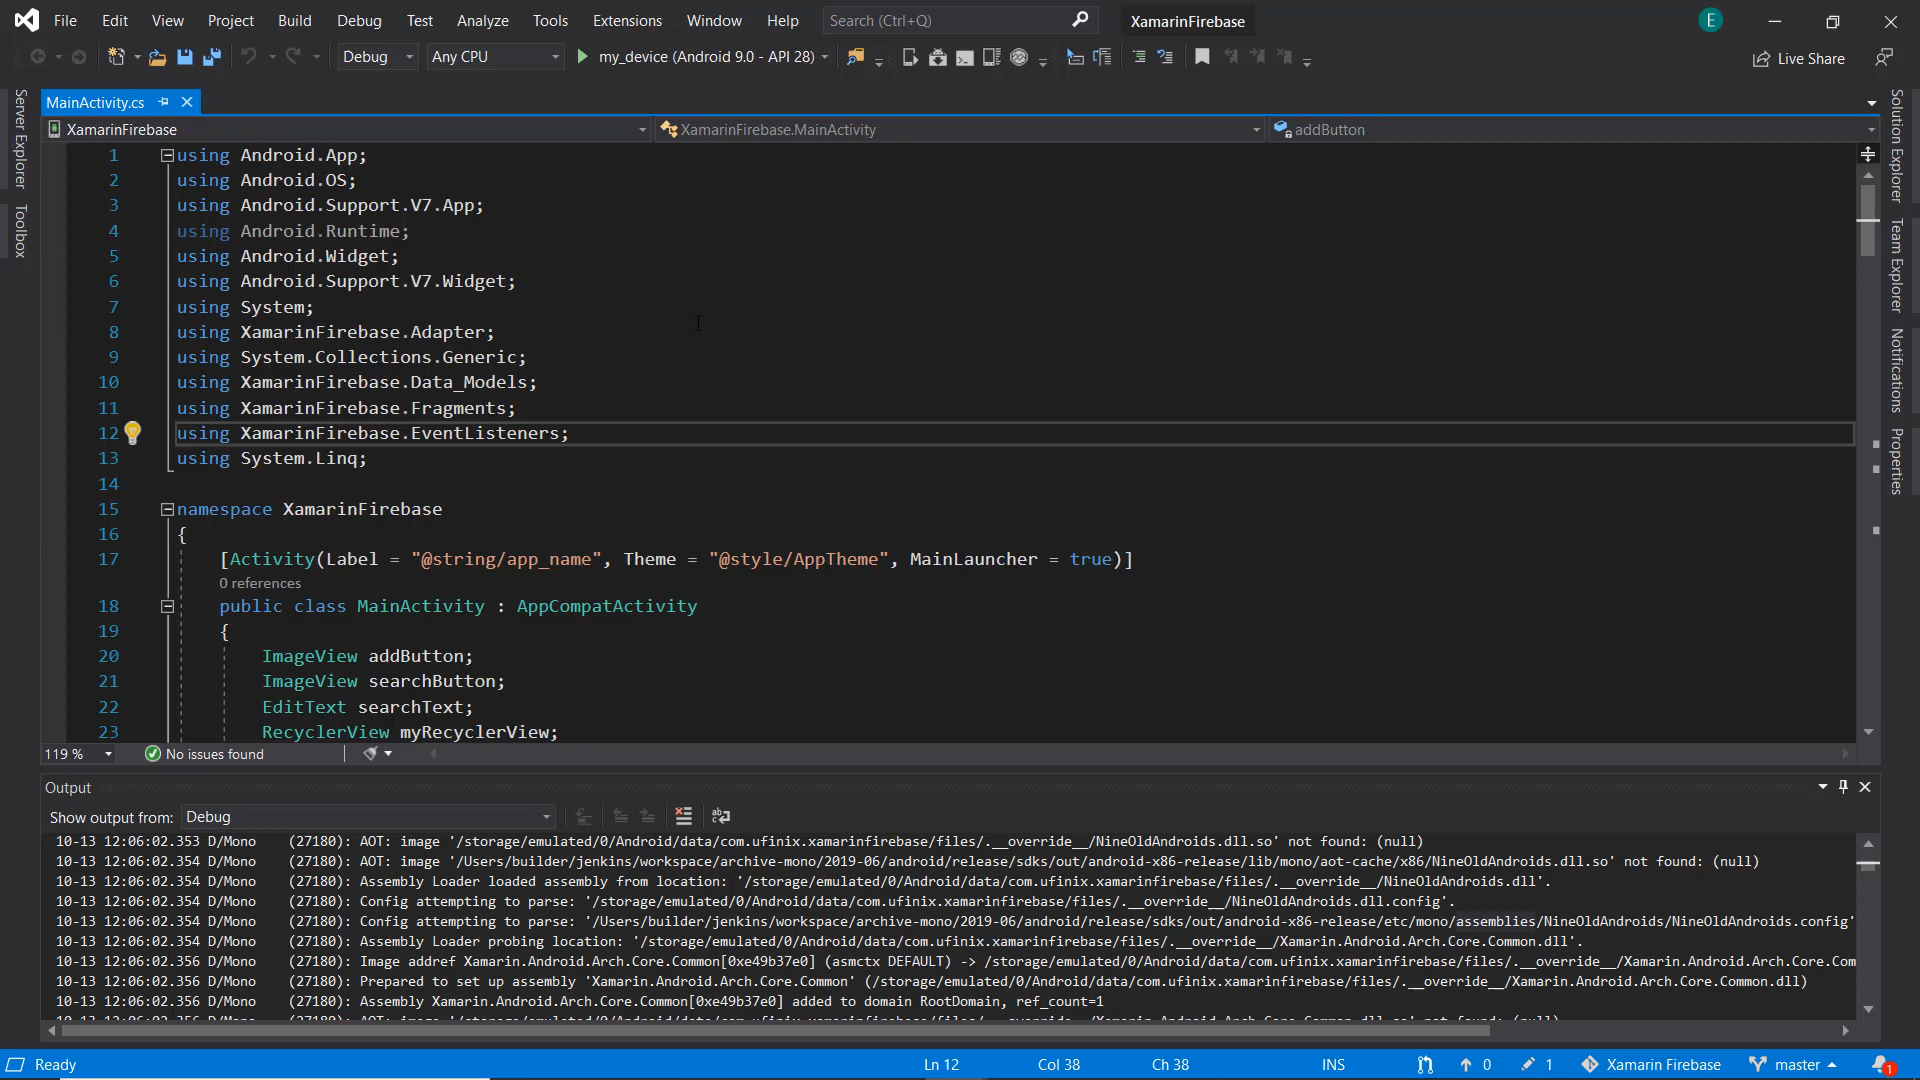 File Edit View Project Build Debug Test Analyze Tools Extensions Window Help Search (Ctrl+Q) XamarinFirebase E
Debug Any CPU my_device (Android 9.0 - API 28) Live Share
Server Explorer
Toolbox
MainActivity.cs
XamarinFirebase XamarinFirebase.MainActivity addButton
1 using Android.App;
2 using Android.OS;
3 using Android.Support.V7.App;
4 using Android.Runtime;
5 using Android.Widget;
6 using Android.Support.V7.Widget;
7 using System;
8 using XamarinFirebase.Adapter;
9 using System.Collections.Generic;
10 using XamarinFirebase.Data_Models;
11 using XamarinFirebase.Fragments;
12 using XamarinFirebase.EventListeners;
13 using System.Linq;
14
15 namespace XamarinFirebase
16 {
17 [Activity(Label = "@string/app_name", Theme = "@style/AppTheme", MainLauncher = true)]
0 references
18 public class MainActivity : AppCompatActivity
19 {
20 ImageView addButton;
21 ImageView searchButton;
22 EditText searchText;
23 RecyclerView myRecyclerView;
Solution Explorer
Team Explorer
Notifications
Properties
119 % No issues found
Output
Show output from: Debug
10-13 12:06:02.353 D/Mono (27180): AOT: image '/storage/emulated/0/Android/data/com.ufinix.xamarinfirebase/files/.__override__/NineOldAndroids.dll.so' not found: (null)
10-13 12:06:02.354 D/Mono (27180): AOT: image '/Users/builder/jenkins/workspace/archive-mono/2019-06/android/release/sdks/out/android-x86-release/lib/mono/aot-cache/x86/NineOldAndroids.dll.so' not found: (null)
10-13 12:06:02.354 D/Mono (27180): Assembly Loader loaded assembly from location: '/storage/emulated/0/Android/data/com.ufinix.xamarinfirebase/files/.__override__/NineOldAndroids.dll'.
10-13 12:06:02.354 D/Mono (27180): Config attempting to parse: '/storage/emulated/0/Android/data/com.ufinix.xamarinfirebase/files/.__override__/NineOldAndroids.dll.config'.
10-13 12:06:02.354 D/Mono (27180): Config attempting to parse: '/Users/builder/jenkins/workspace/archive-mono/2019-06/android/release/sdks/out/android-x86-release/etc/mono/assemblies/NineOldAndroids/NineOldAndroids.config'
10-13 12:06:02.356 D/Mono (27180): Assembly Loader probing location: '/storage/emulated/0/Android/data/com.ufinix.xamarinfirebase/files/.__override__/Xamarin.Android.Arch.Core.Common.dll'.
10-13 12:06:02.356 D/Mono (27180): Image addref Xamarin.Android.Arch.Core.Common[0xe49b37e0] (asmctx DEFAULT) -> /storage/emulated/0/Android/data/com.ufinix.xamarinfirebase/files/.__override__/Xamarin.Android.Arch.Core.Com
10-13 12:06:02.356 D/Mono (27180): Prepared to set up assembly 'Xamarin.Android.Arch.Core.Common' (/storage/emulated/0/Android/data/com.ufinix.xamarinfirebase/files/.__override__/Xamarin.Android.Arch.Core.Common.dll)
10-13 12:06:02.356 D/Mono (27180): Assembly Xamarin.Android.Arch.Core.Common[0xe49b37e0] added to domain RootDomain, ref_count=1
Ready Ln 12 Col 38 Ch 38 INS 0 1 Xamarin Firebase master 1